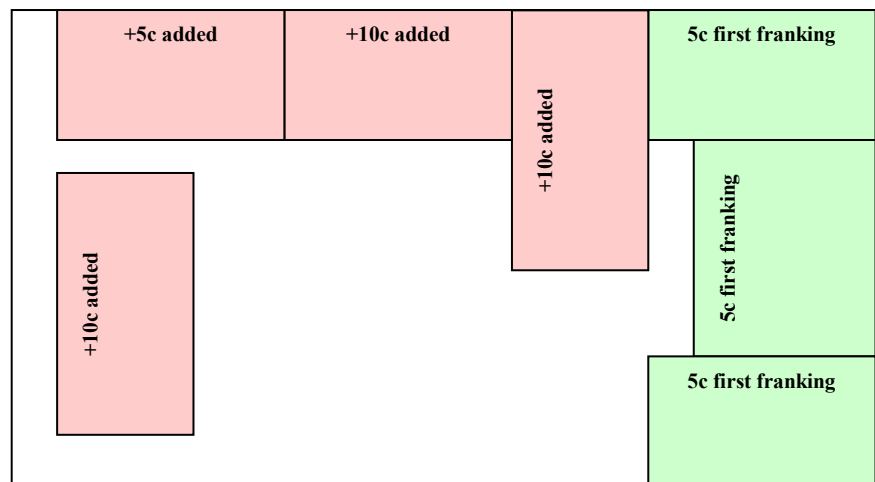 +5c added
+10c added
+10c added
5c first franking
+10c added
5c first franking
5c first franking